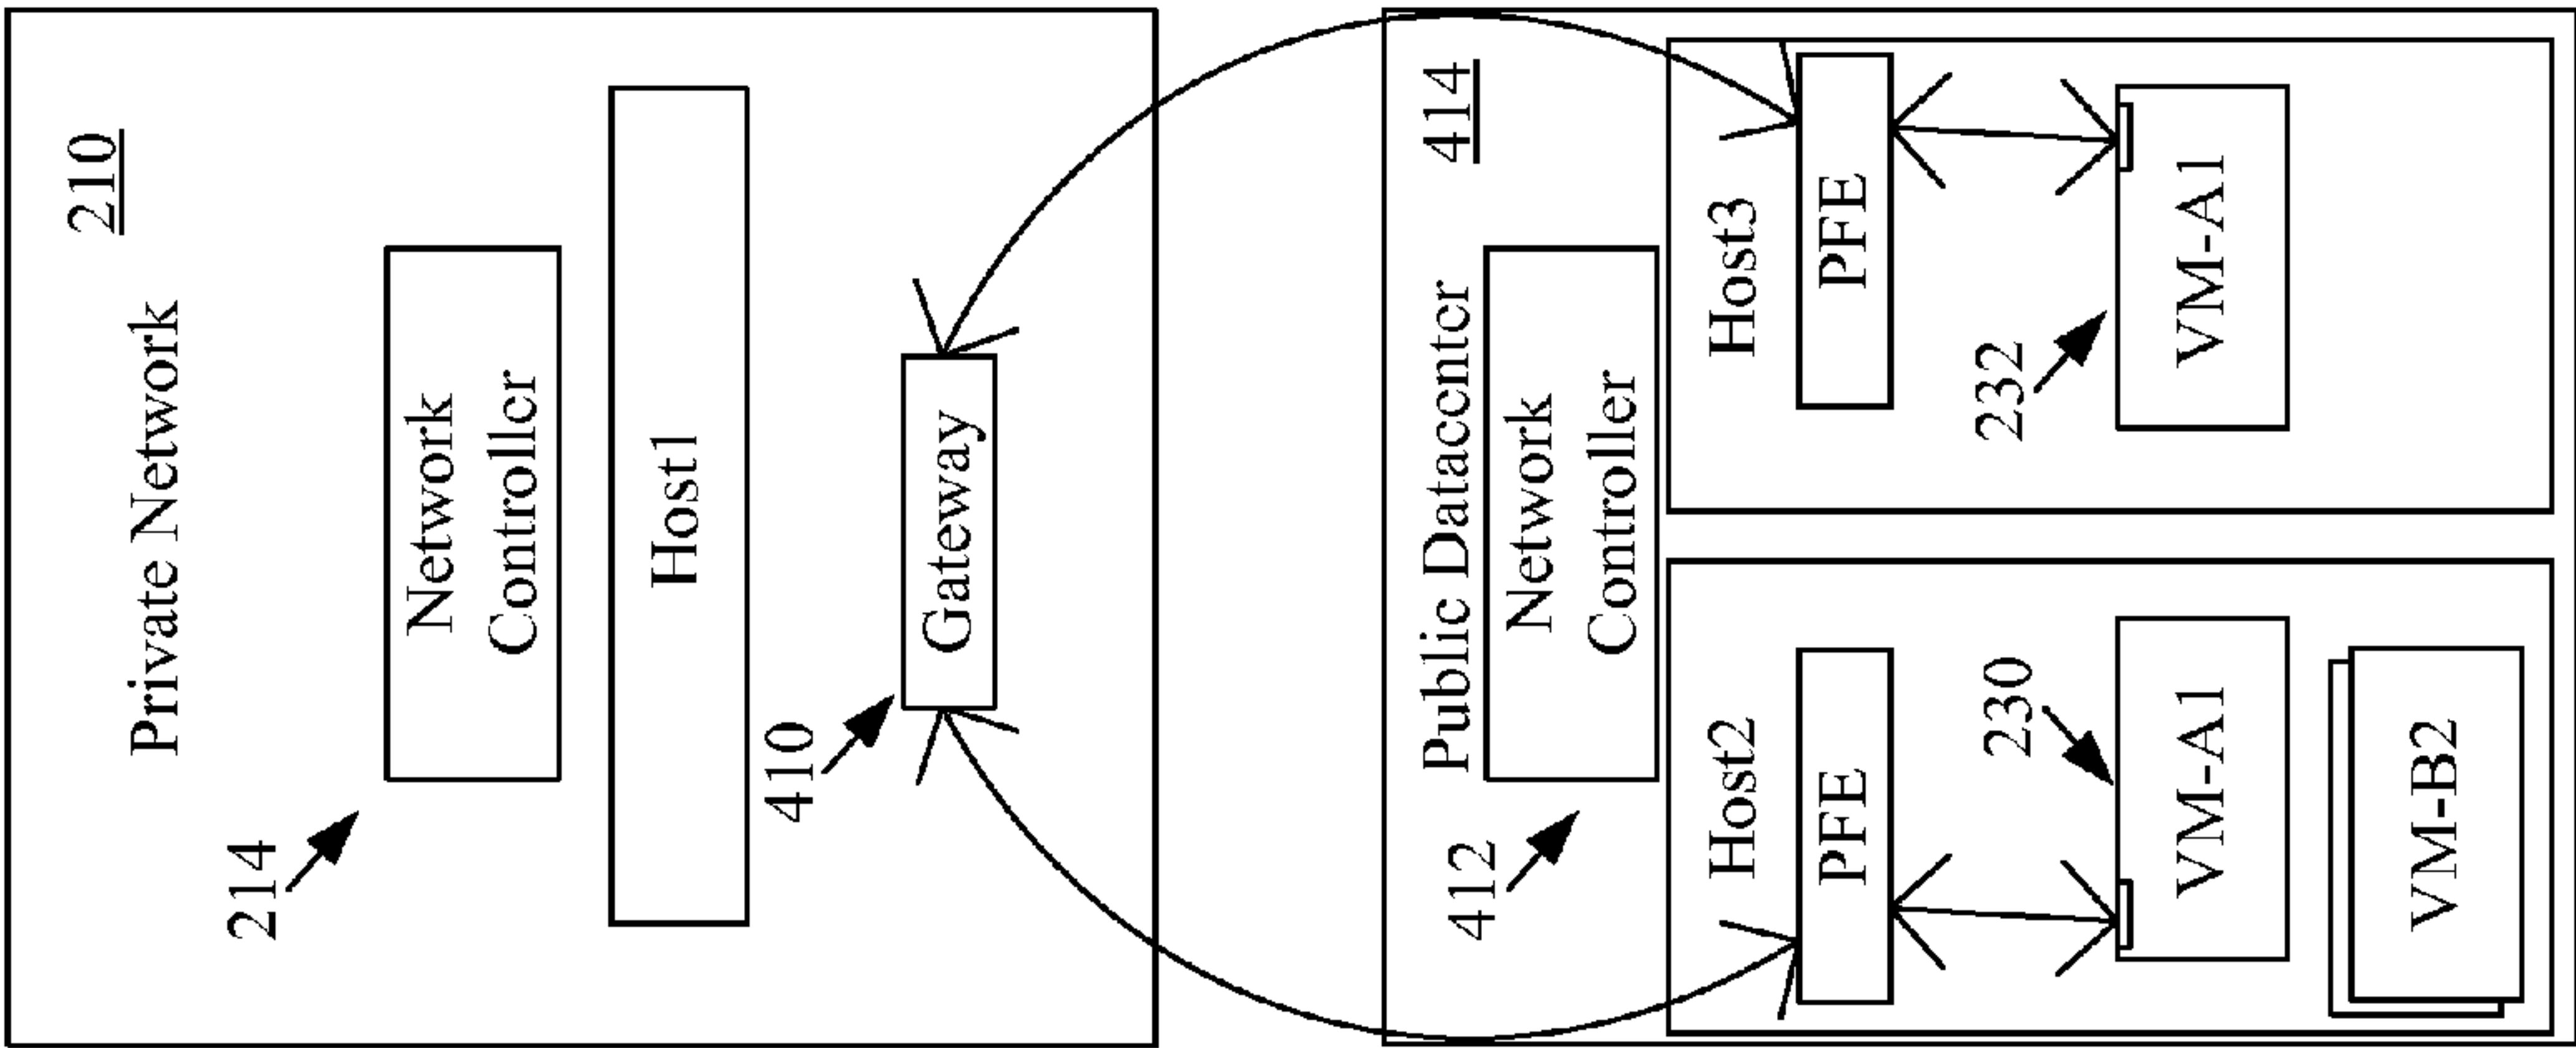 210
Private Network
214
Network
Controller
Host1
410
Gateway
414
Public Datacenter
412
Network
Controller
Host2
PFE
230
VM-A1
VM-B2
Host3
PFE
232
VM-A1